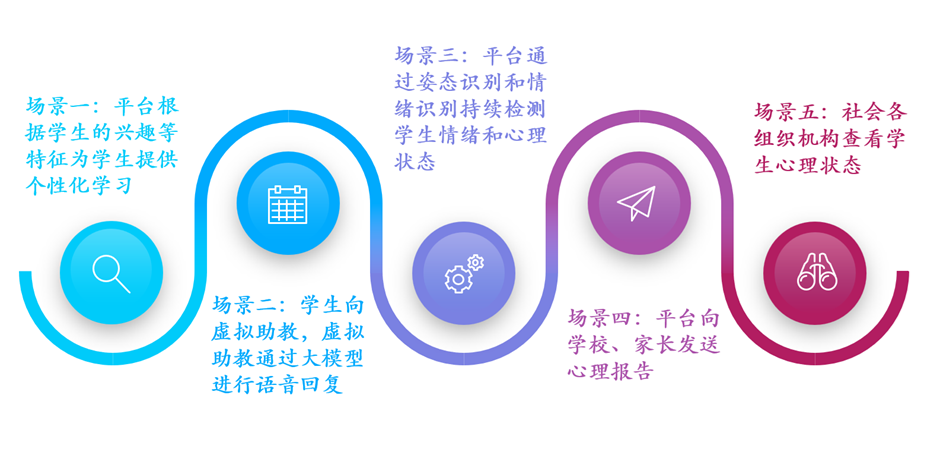 场景一：平台根
据学生的兴趣等
特征为学生提供
个性化学习
场景二：学生向
虚拟助教，虚拟
助教通过大模型
进行语音回复
场景三：平台通
过姿态识别和情
绪识别持续检测
学生情绪和心理
状态
场景四：平台向
学校、家长发送
心理报告
场景五：社会各
组织机构查看学
生心理状态